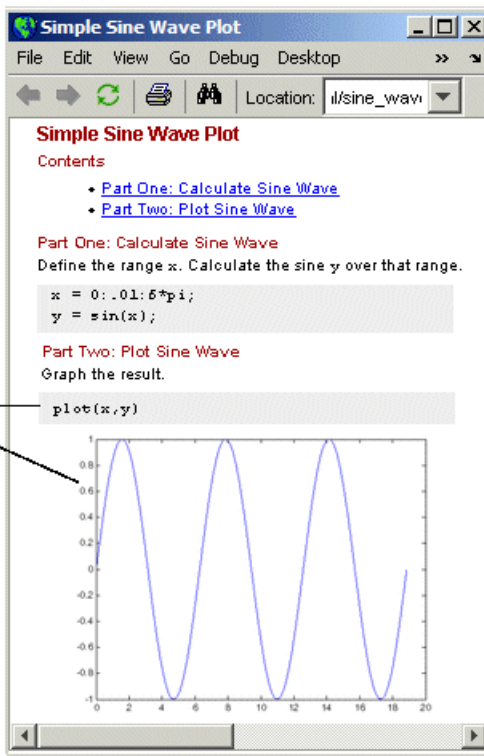 Simple Sine Wave Plot
File Edit View Go Debug Desktop »
Location: il/sine_wav
Simple Sine Wave Plot
Contents
• Part One: Calculate Sine Wave
• Part Two: Plot Sine Wave
Part One: Calculate Sine Wave
Define the range x. Calculate the sine y over that range.
x = 0:.01:6*pi;
y = sin(x);
Part Two: Plot Sine Wave
Graph the result.
plot(x,y)
1
0.8
0.6
0.4
0.2
0
-0.2
-0.4
-0.6
-0.8
-1
0 2 4 6 8 10 12 14 16 18 20